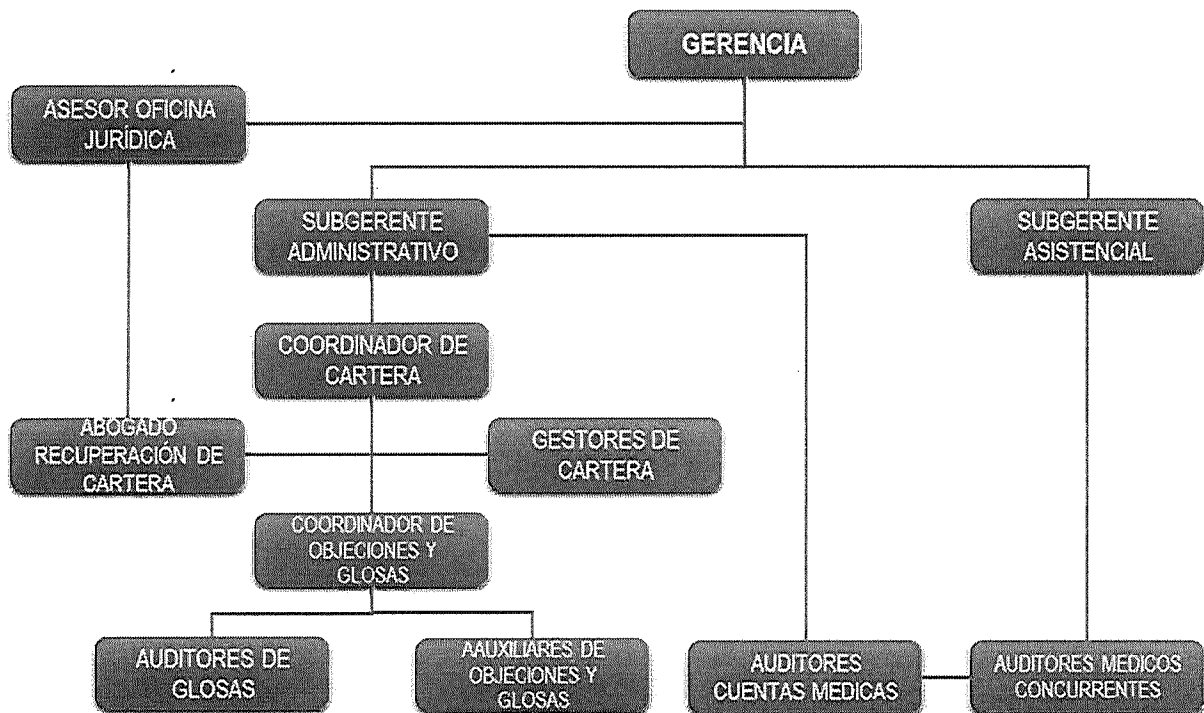 GERENCIA
ASESOR OFICINA
JURÍDICA
SUBGERENTE
ADMINISTRATIVO
SUBGERENTE
ASISTENCIAL
COORDINADOR DE
CARTERA
ABOGADO
RECUPERACIÓN DE
CARTERA
GESTORES DE
CARTERA
COORDINADOR DE
OBJECIONES Y
GLOSAS
AUDITORES DE
GLOSAS
AAUXILIARES DE
OBJECIONES Y
GLOSAS
AUDITORES
CUENTAS MEDICAS
AUDITORES MEDICOS
CONCURRENTES